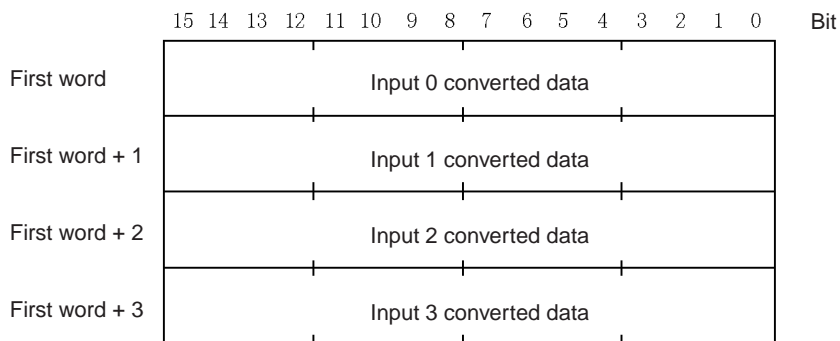 15 14 13 12 11 10 9 8 7 6 5 4 3 2 1 0 Bit
First word Input 0 converted data
First word + 1 Input 1 converted data
First word + 2 Input 2 converted data
First word + 3 Input 3 converted data